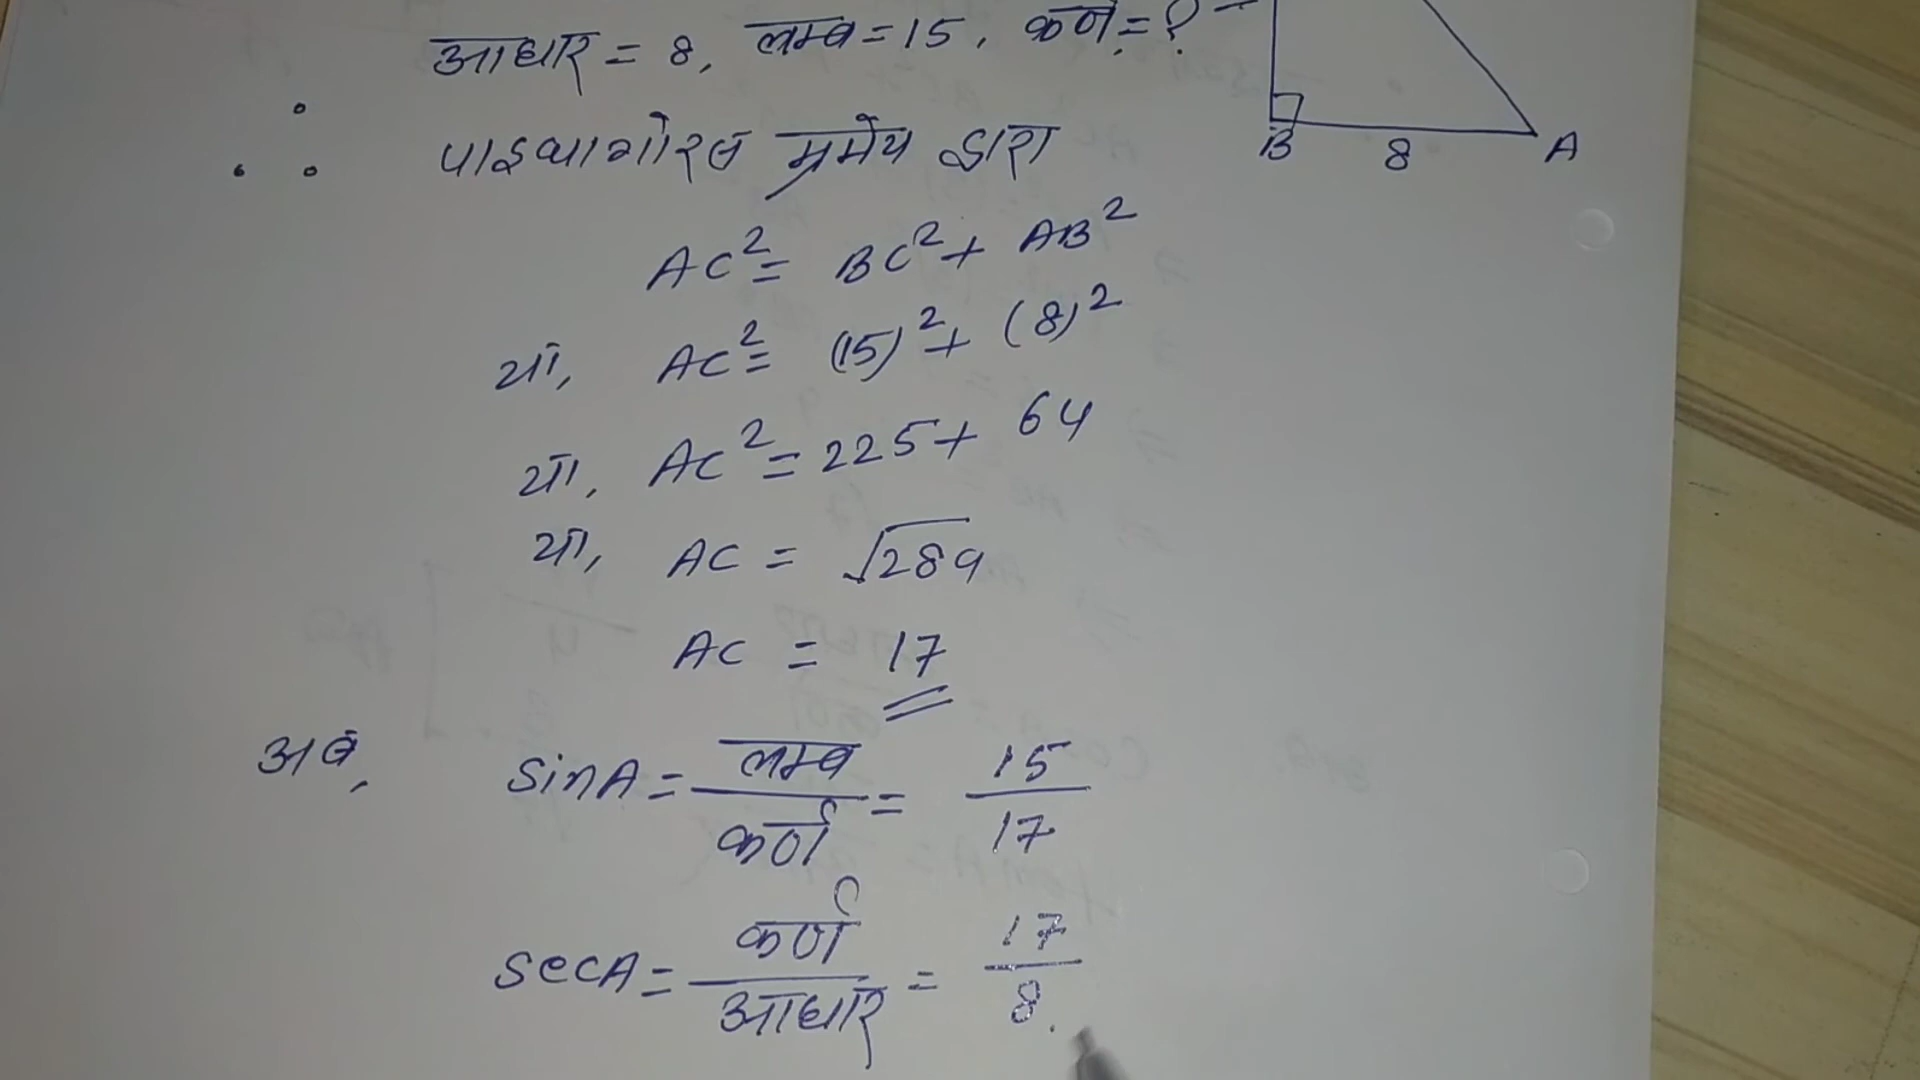 आधार = 8, लम्ब = 15, कर्ण = ?
B 8 A
∴ पाइथागोरस प्रमेय द्वारा
AC² = BC² + AB²
या, AC² = (15)² + (8)²
या, AC² = 225 + 64
या, AC = √289
AC = 17
अब, sinA = लम्ब/कर्ण = 15/17
secA = कर्ण/आधार = 17/8.